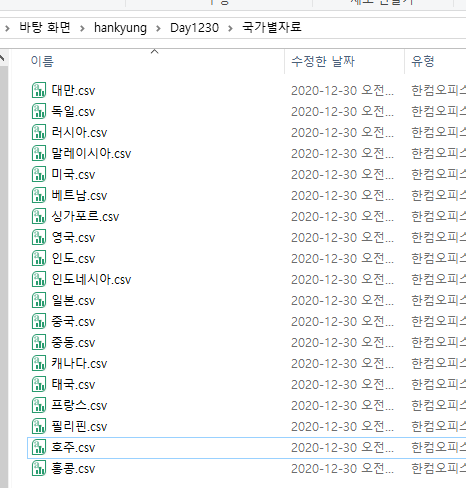 바탕 화면 > hankyung > Day1230 > 국가별자료
이름 수정한 날짜 유형
대만.csv 2020-12-30 오전... 한컴오피스
독일.csv 2020-12-30 오전... 한컴오피스
러시아.csv 2020-12-30 오전... 한컴오피스
말레이시아.csv 2020-12-30 오전... 한컴오피스
미국.csv 2020-12-30 오전... 한컴오피스
베트남.csv 2020-12-30 오전... 한컴오피스
싱가포르.csv 2020-12-30 오전... 한컴오피스
영국.csv 2020-12-30 오전... 한컴오피스
인도.csv 2020-12-30 오전... 한컴오피스
인도네시아.csv 2020-12-30 오전... 한컴오피스
일본.csv 2020-12-30 오전... 한컴오피스
중국.csv 2020-12-30 오전... 한컴오피스
중동.csv 2020-12-30 오전... 한컴오피스
캐나다.csv 2020-12-30 오전... 한컴오피스
태국.csv 2020-12-30 오전... 한컴오피스
프랑스.csv 2020-12-30 오전... 한컴오피스
필리핀.csv 2020-12-30 오전... 한컴오피스
호주.csv 2020-12-30 오전... 한컴오피스
홍콩.csv 2020-12-30 오전... 한컴오피스